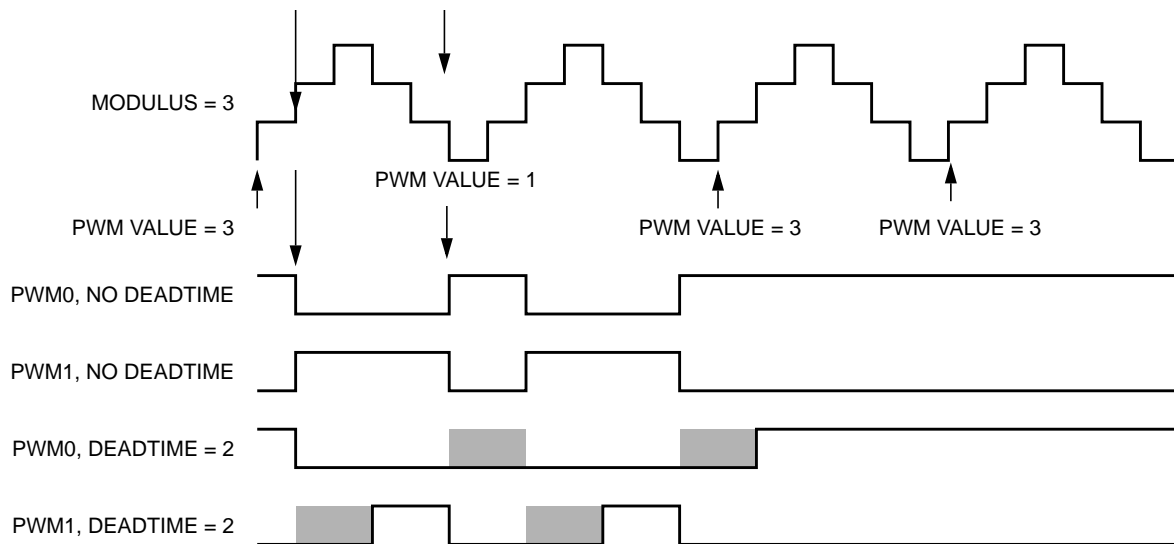 MODULUS = 3
PWM VALUE = 1
PWM VALUE = 3
PWM VALUE = 3
PWM VALUE = 3
PWM0, NO DEADTIME
PWM1, NO DEADTIME
PWM0, DEADTIME = 2
PWM1, DEADTIME = 2